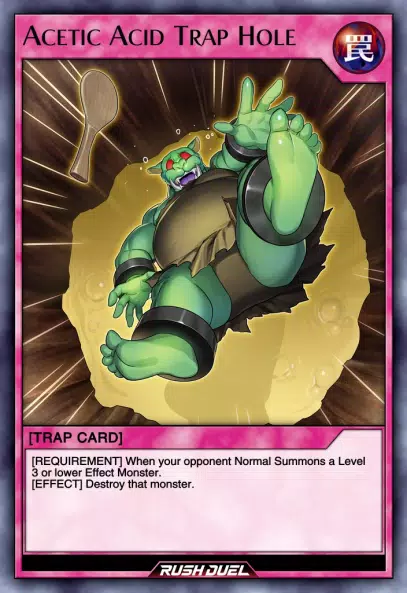 Acetic Acid Trap Hole
罠
[TRAP CARD]
[REQUIREMENT] When your opponent Normal Summons a Level
3 or lower Effect Monster.
[EFFECT] Destroy that monster.
RUSH DUEL